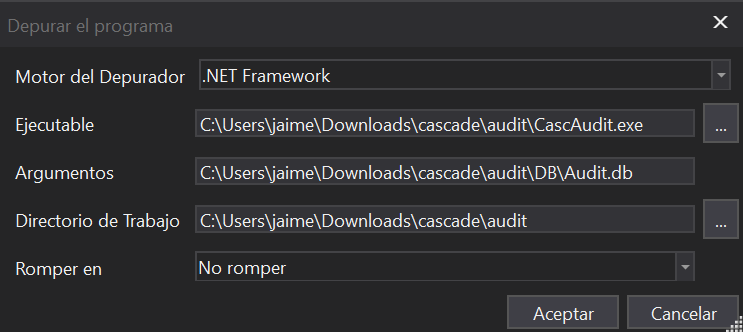 Depurar el programa
Motor del Depurador .NET Framework
Ejecutable C:\Users\jaime\Downloads\cascade\audit\CascAudit.exe ...
Argumentos C:\Users\jaime\Downloads\cascade\audit\DB\Audit.db
Directorio de Trabajo C:\Users\jaime\Downloads\cascade\audit ...
Romper en No romper
Aceptar Cancelar